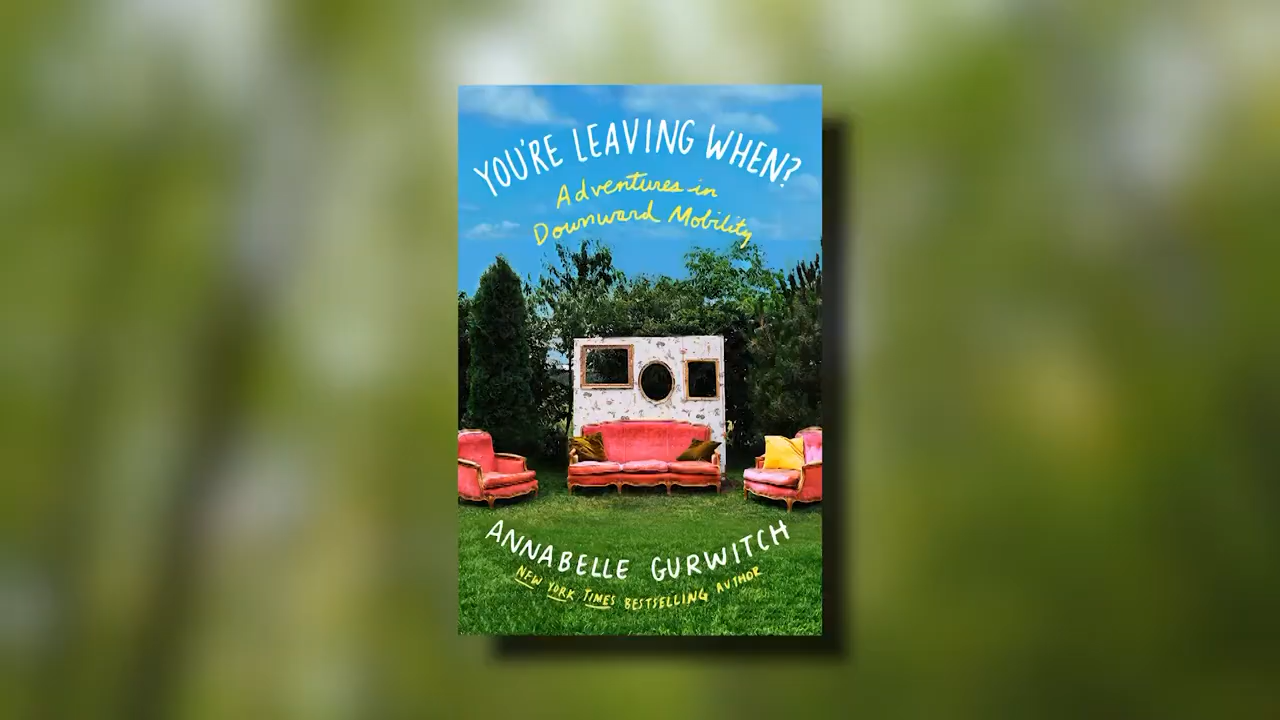 YOU'RE LEAVING WHEN?
Adventures in
Downward Mobility
ANNABELLE GURWITCH
NEW YORK TIMES BESTSELLING AUTHOR